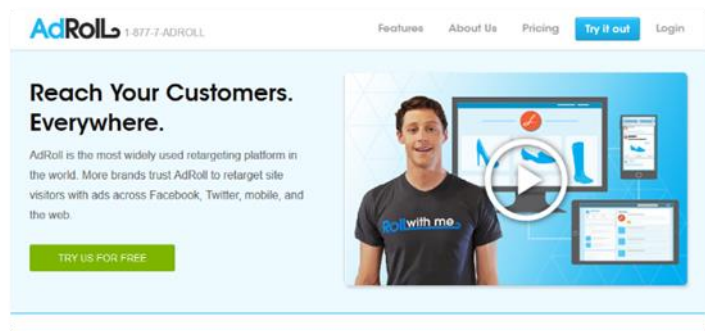 AdRoll 1-877-7-ADROLL
Features About Us Pricing Try it out Login
Reach Your Customers.
Everywhere.
AdRoll is the most widely used retargeting platform in
the world. More brands trust AdRoll to retarget site
visitors with ads across Facebook, Twitter, mobile, and
the web.
Roll with me
TRY US FOR FREE